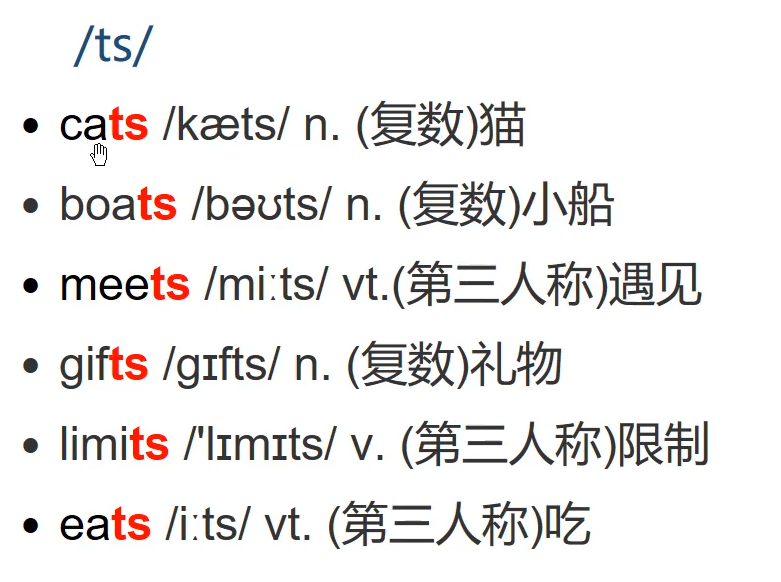 /ts/
• cats /kæts/ n. (复数)猫
• boats /bəʊts/ n. (复数)小船
• meets /miːts/ vt.(第三人称)遇见
• gifts /gɪfts/ n. (复数)礼物
• limits /'lɪmɪts/ v. (第三人称)限制
• eats /iːts/ vt. (第三人称)吃